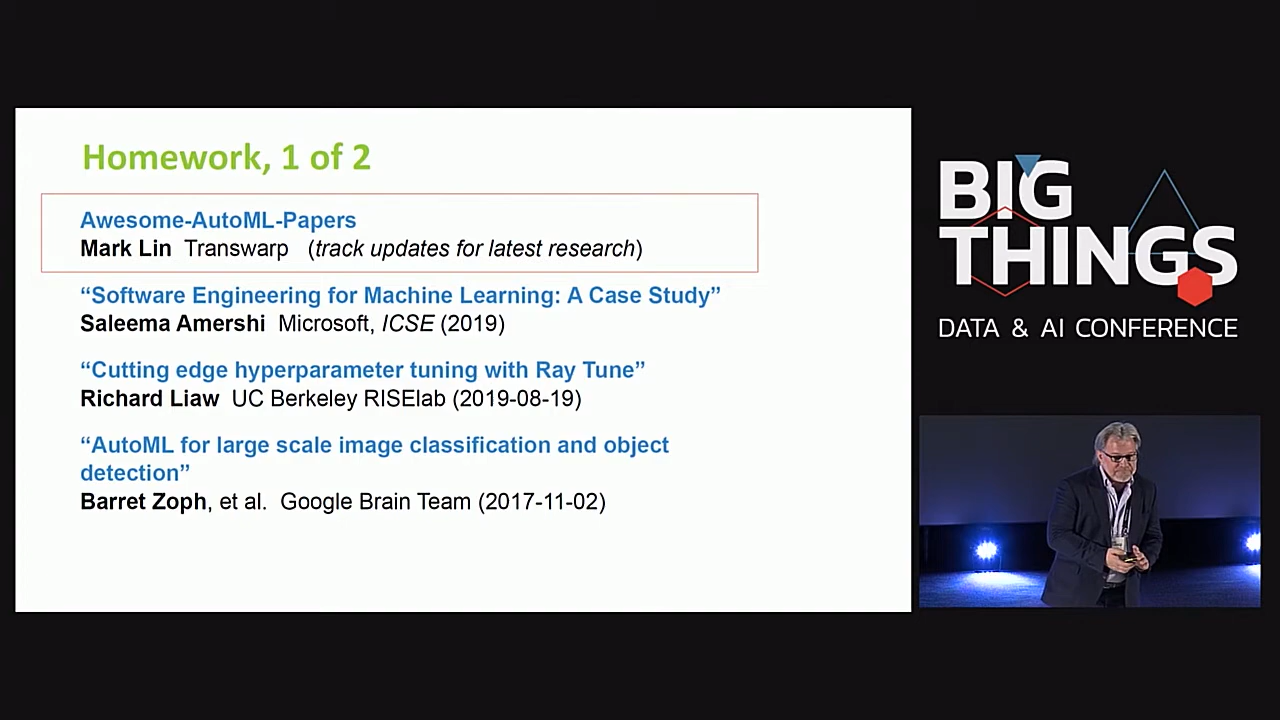 Homework, 1 of 2
Awesome-AutoML-Papers
Mark Lin Transwarp (track updates for latest research)
“Software Engineering for Machine Learning: A Case Study”
Saleema Amershi Microsoft, ICSE (2019)
“Cutting edge hyperparameter tuning with Ray Tune”
Richard Liaw UC Berkeley RISElab (2019-08-19)
“AutoML for large scale image classification and object
detection”
Barret Zoph, et al. Google Brain Team (2017-11-02)
BIG
THINGS
DATA & AI CONFERENCE